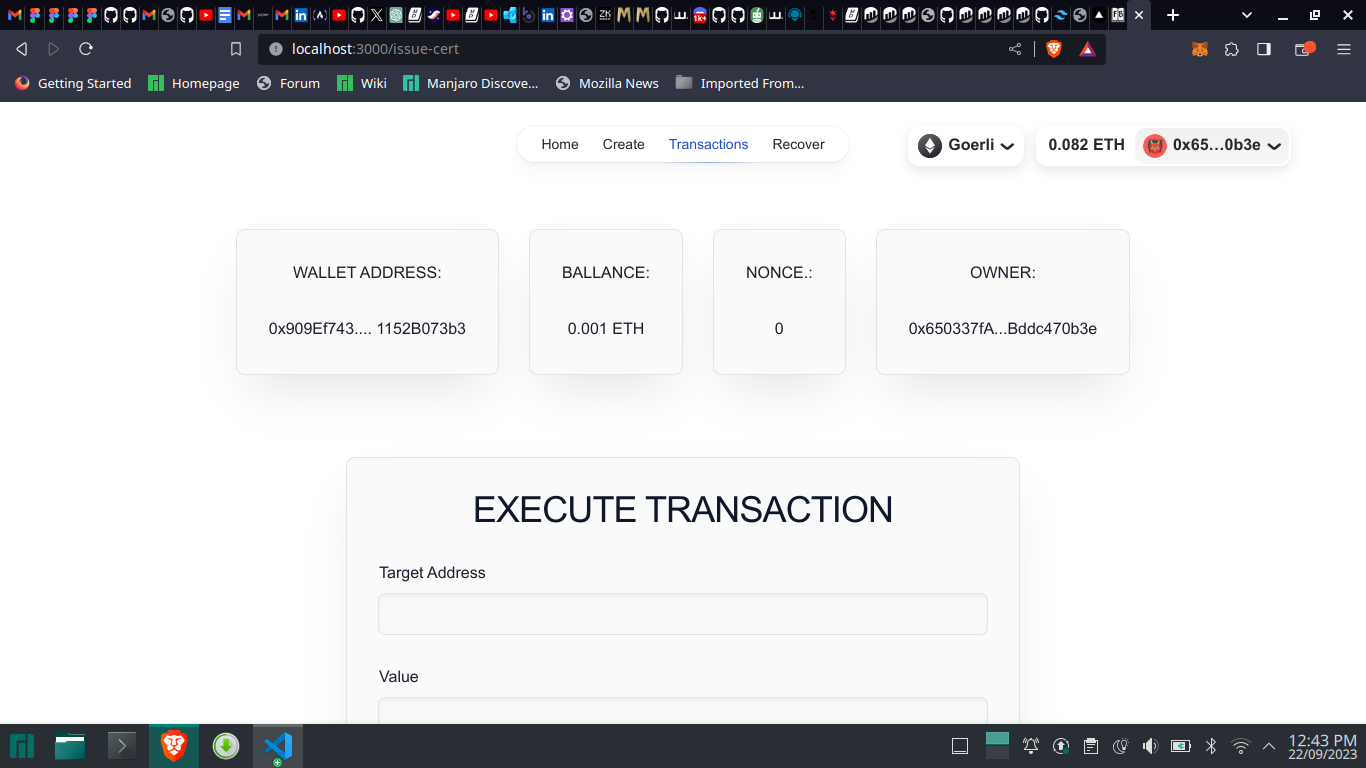 localhost:3000/issue-cert
Getting Started Homepage Forum Wiki Manjaro Discove... Mozilla News Imported From...
Home Create Transactions Recover Goerli 0.082 ETH 0x65...0b3e
WALLET ADDRESS: BALLANCE: NONCE.: OWNER:
0x909Ef743.... 1152B073b3 0.001 ETH 0 0x650337fA...Bddc470b3e
EXECUTE TRANSACTION
Target Address
Value
12:43 PM
22/09/2023